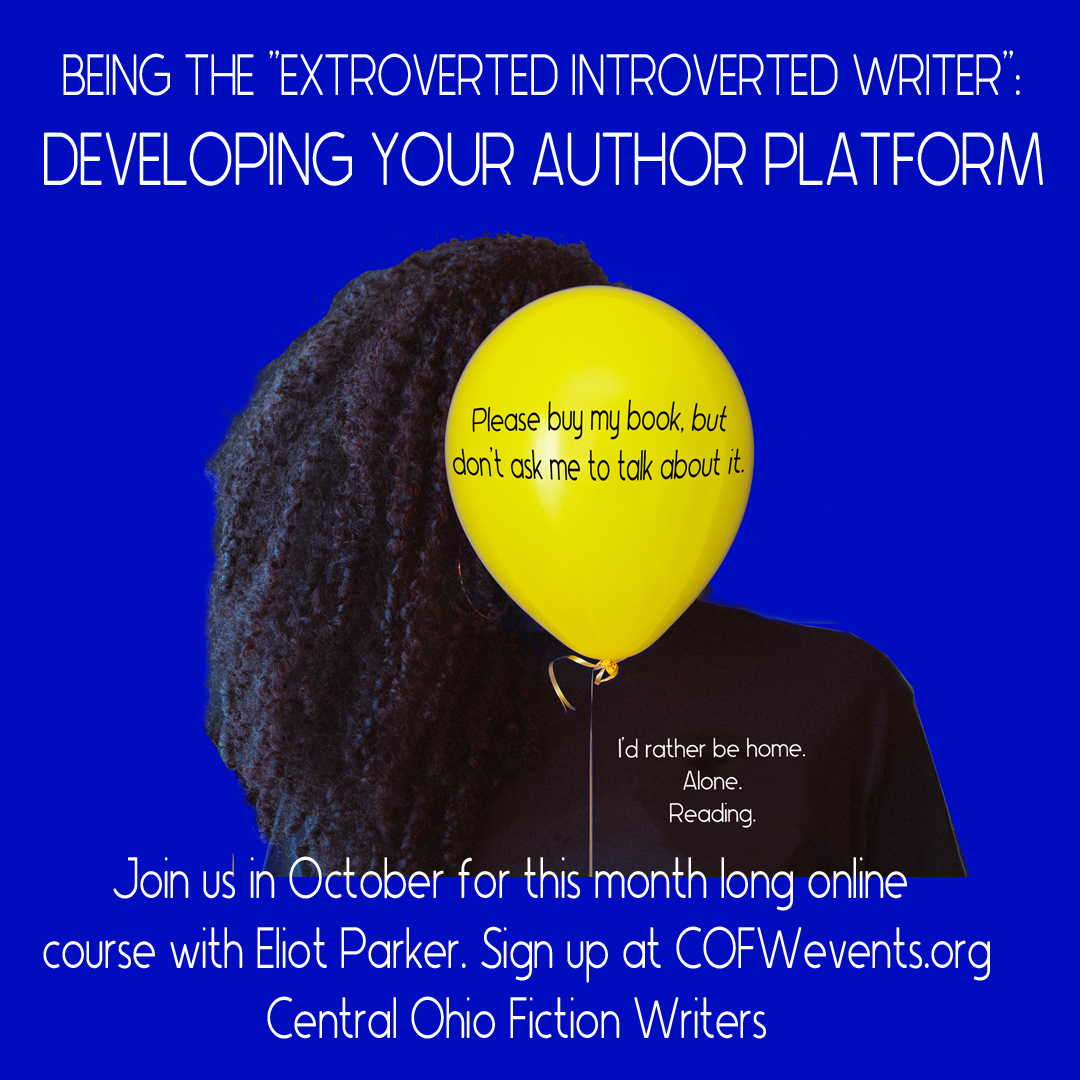 BEING THE "EXTROVERTED INTROVERTED WRITER":
DEVELOPING YOUR AUTHOR PLATFORM
Please buy my book, but
don't ask me to talk about it.
I'd rather be home.
Alone.
Reading.
Join us in October for this month long online
course with Eliot Parker. Sign up at COFWevents.org
Central Ohio Fiction Writers